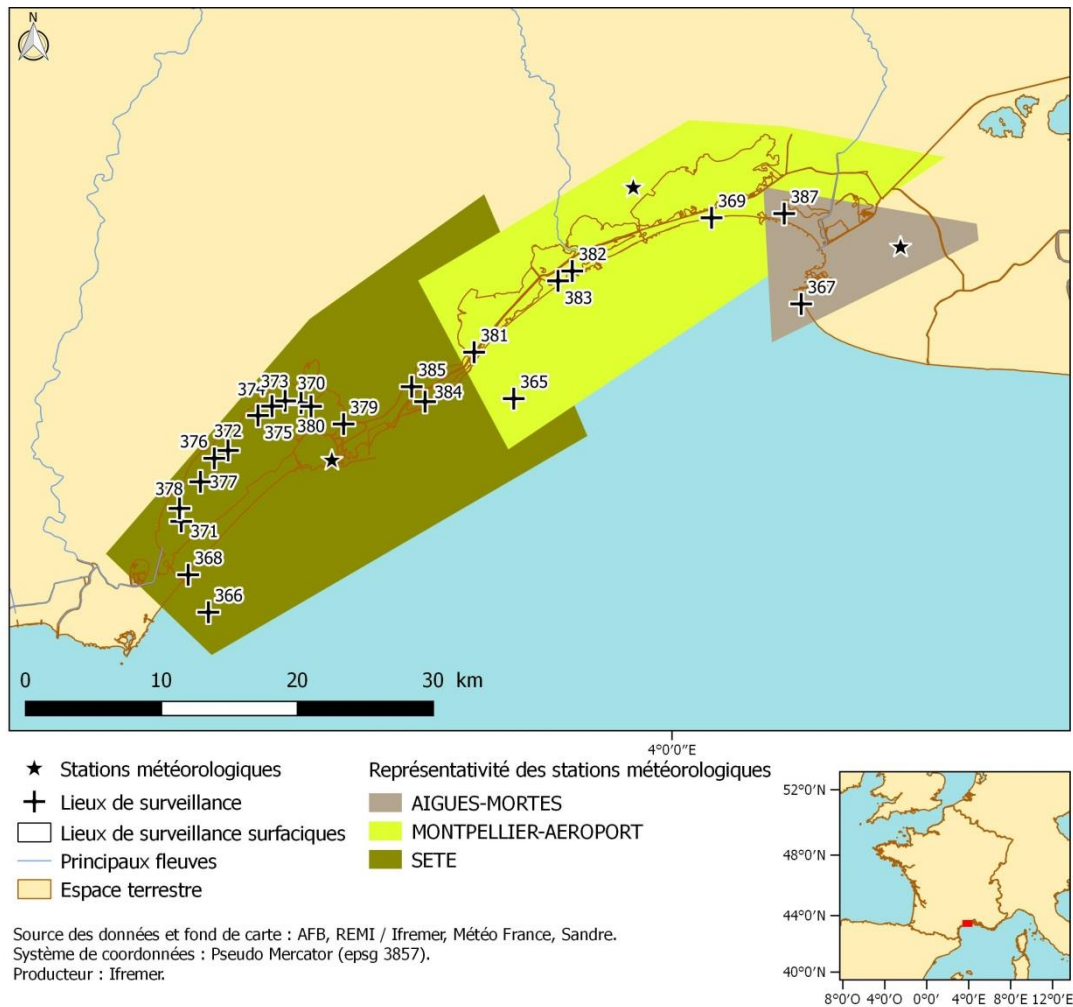 N
387
369
382
367
383
381
385
365
373
370
374
384
379
372
375
380
376
377
378
371
368
366
0 10 20 30 km
4°0'0"E
Stations météorologiques
Lieux de surveillance
Lieux de surveillance surfaciques
Principaux fleuves
Espace terrestre
Représentativité des stations météorologiques
AIGUES-MORTES
MONTPELLIER-AEROPORT
SETE
52°0'N
48°0'N
44°0'N
40°0'N
8°0'O 4°0'O 0°0' 4°0'E 8°0'E 12°0'E
Source des données et fond de carte : AFB, REMI / Ifremer, Météo France, Sandre.
Système de coordonnées : Pseudo Mercator (epsg 3857).
Producteur : Ifremer.